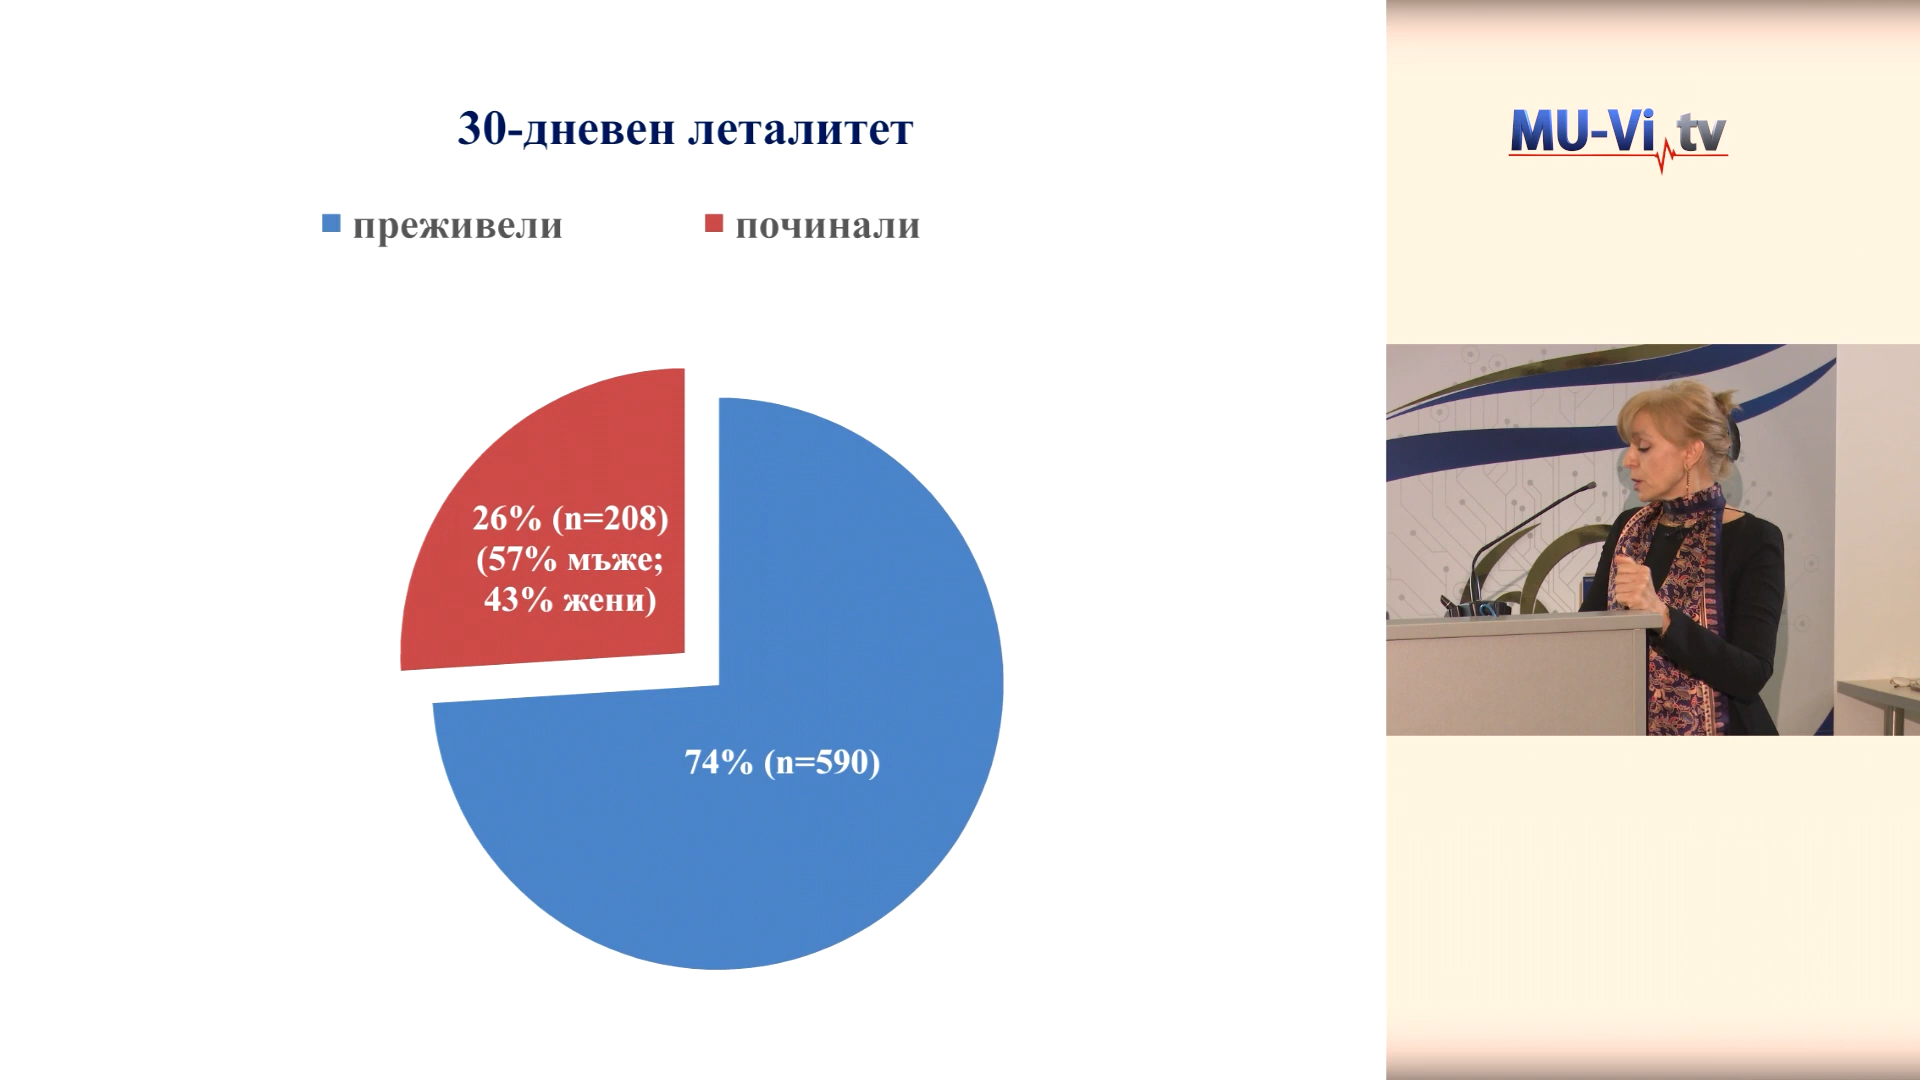 30-дневен леталитет
преживели
починали
26% (n=208)
(57% мъже;
43% жени)
74% (n=590)
MU-Vi tv